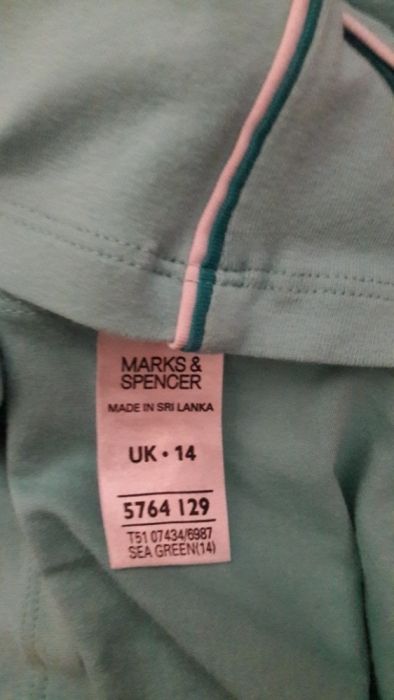 MARKS &
SPENCER
MADE IN SRI LANKA
UK • 14
5764 129
T51 07434/6987
SEA GREEN(14)